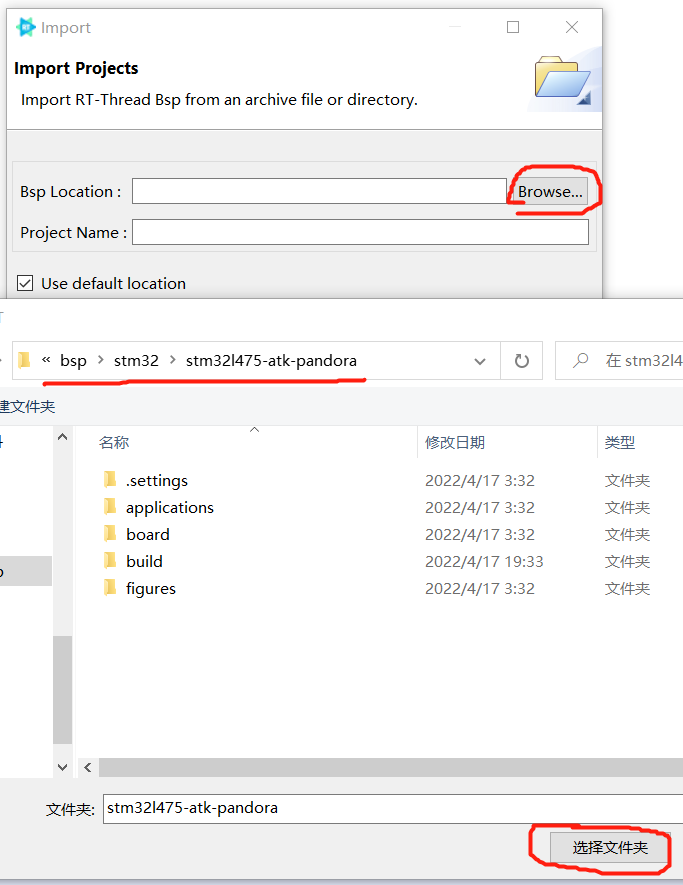 Import
Import Projects
Import RT-Thread Bsp from an archive file or directory.
Bsp Location :
Browse...
Project Name :
Use default location
« bsp > stm32 > stm32l475-atk-pandora
在 stm32l4
建文件夹
名称
修改日期
类型
.settings 2022/4/17 3:32 文件夹
applications 2022/4/17 3:32 文件夹
board 2022/4/17 3:32 文件夹
build 2022/4/17 19:33 文件夹
figures 2022/4/17 3:32 文件夹
文件夹: stm32l475-atk-pandora
选择文件夹